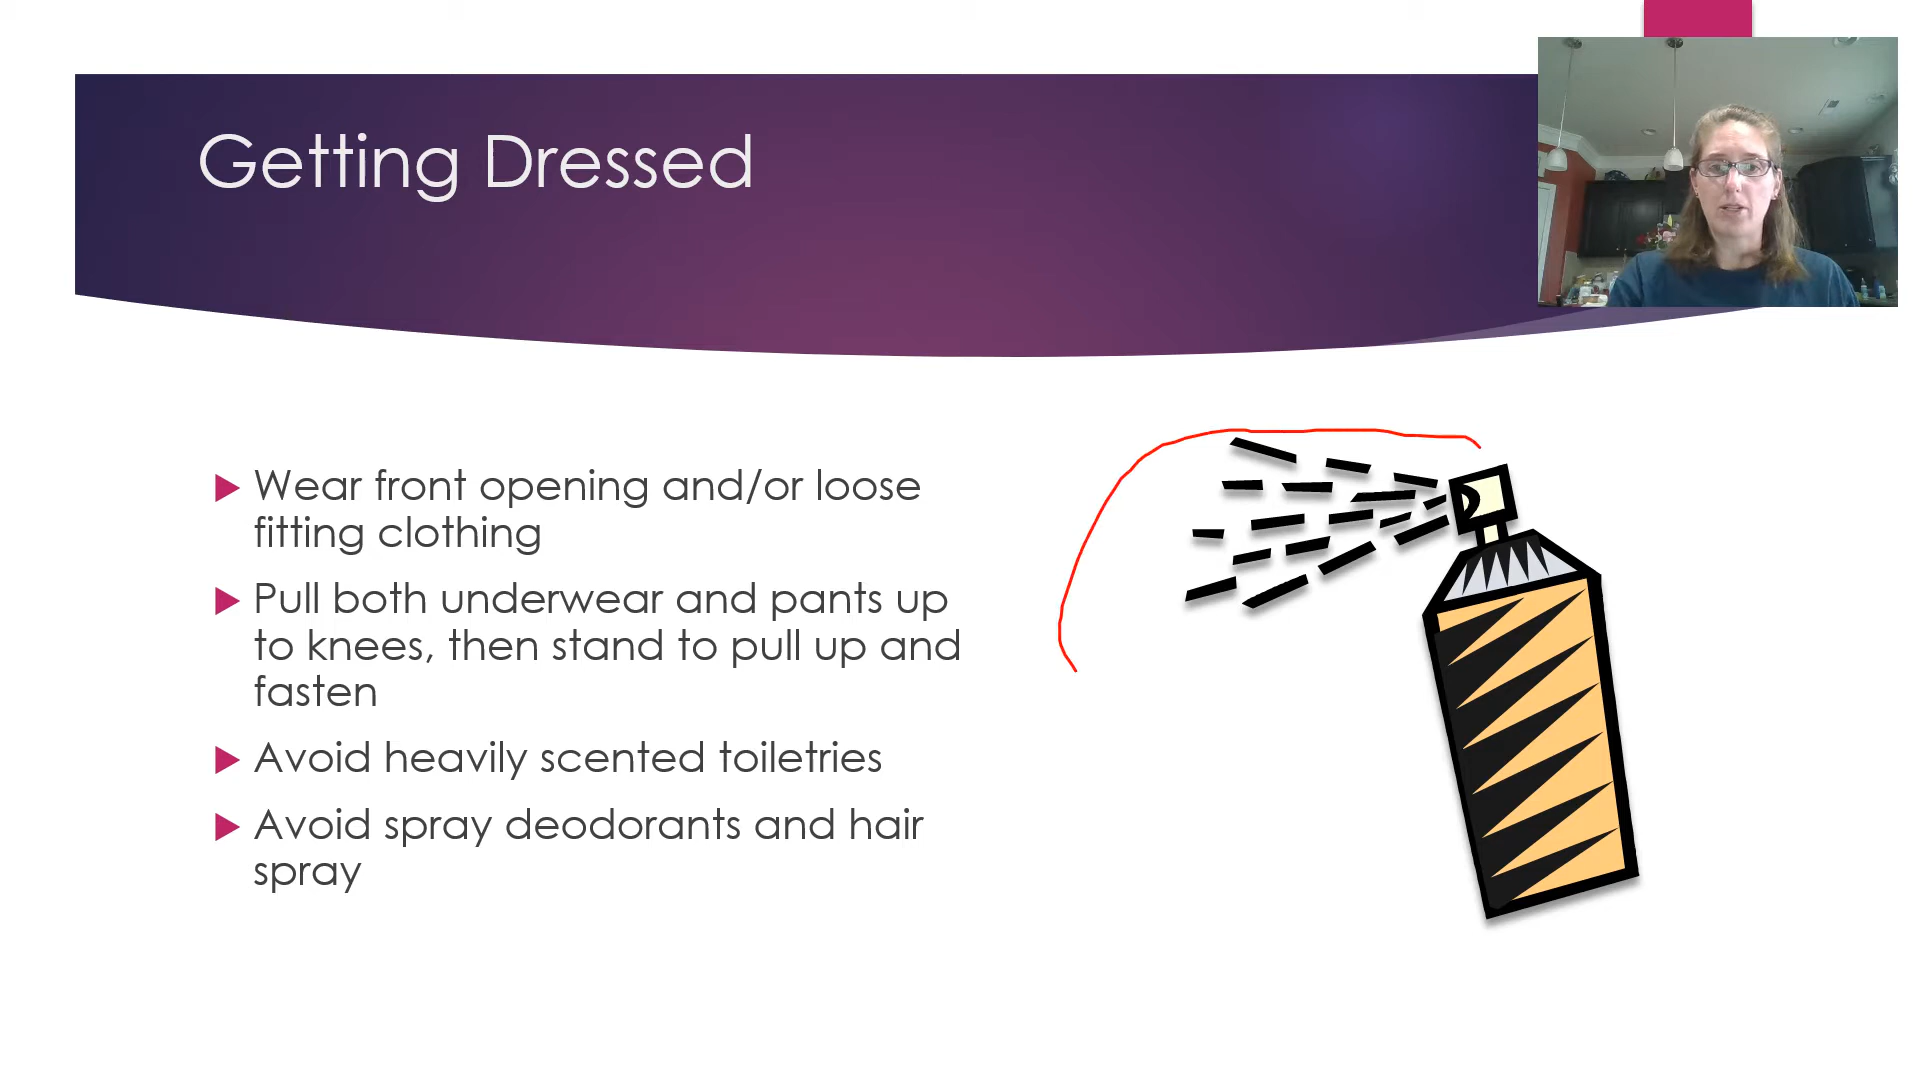 Getting Dressed
Wear front opening and/or loose
fitting clothing
Pull both underwear and pants up
to knees, then stand to pull up and
fasten
Avoid heavily scented toiletries
Avoid spray deodorants and hair
spray